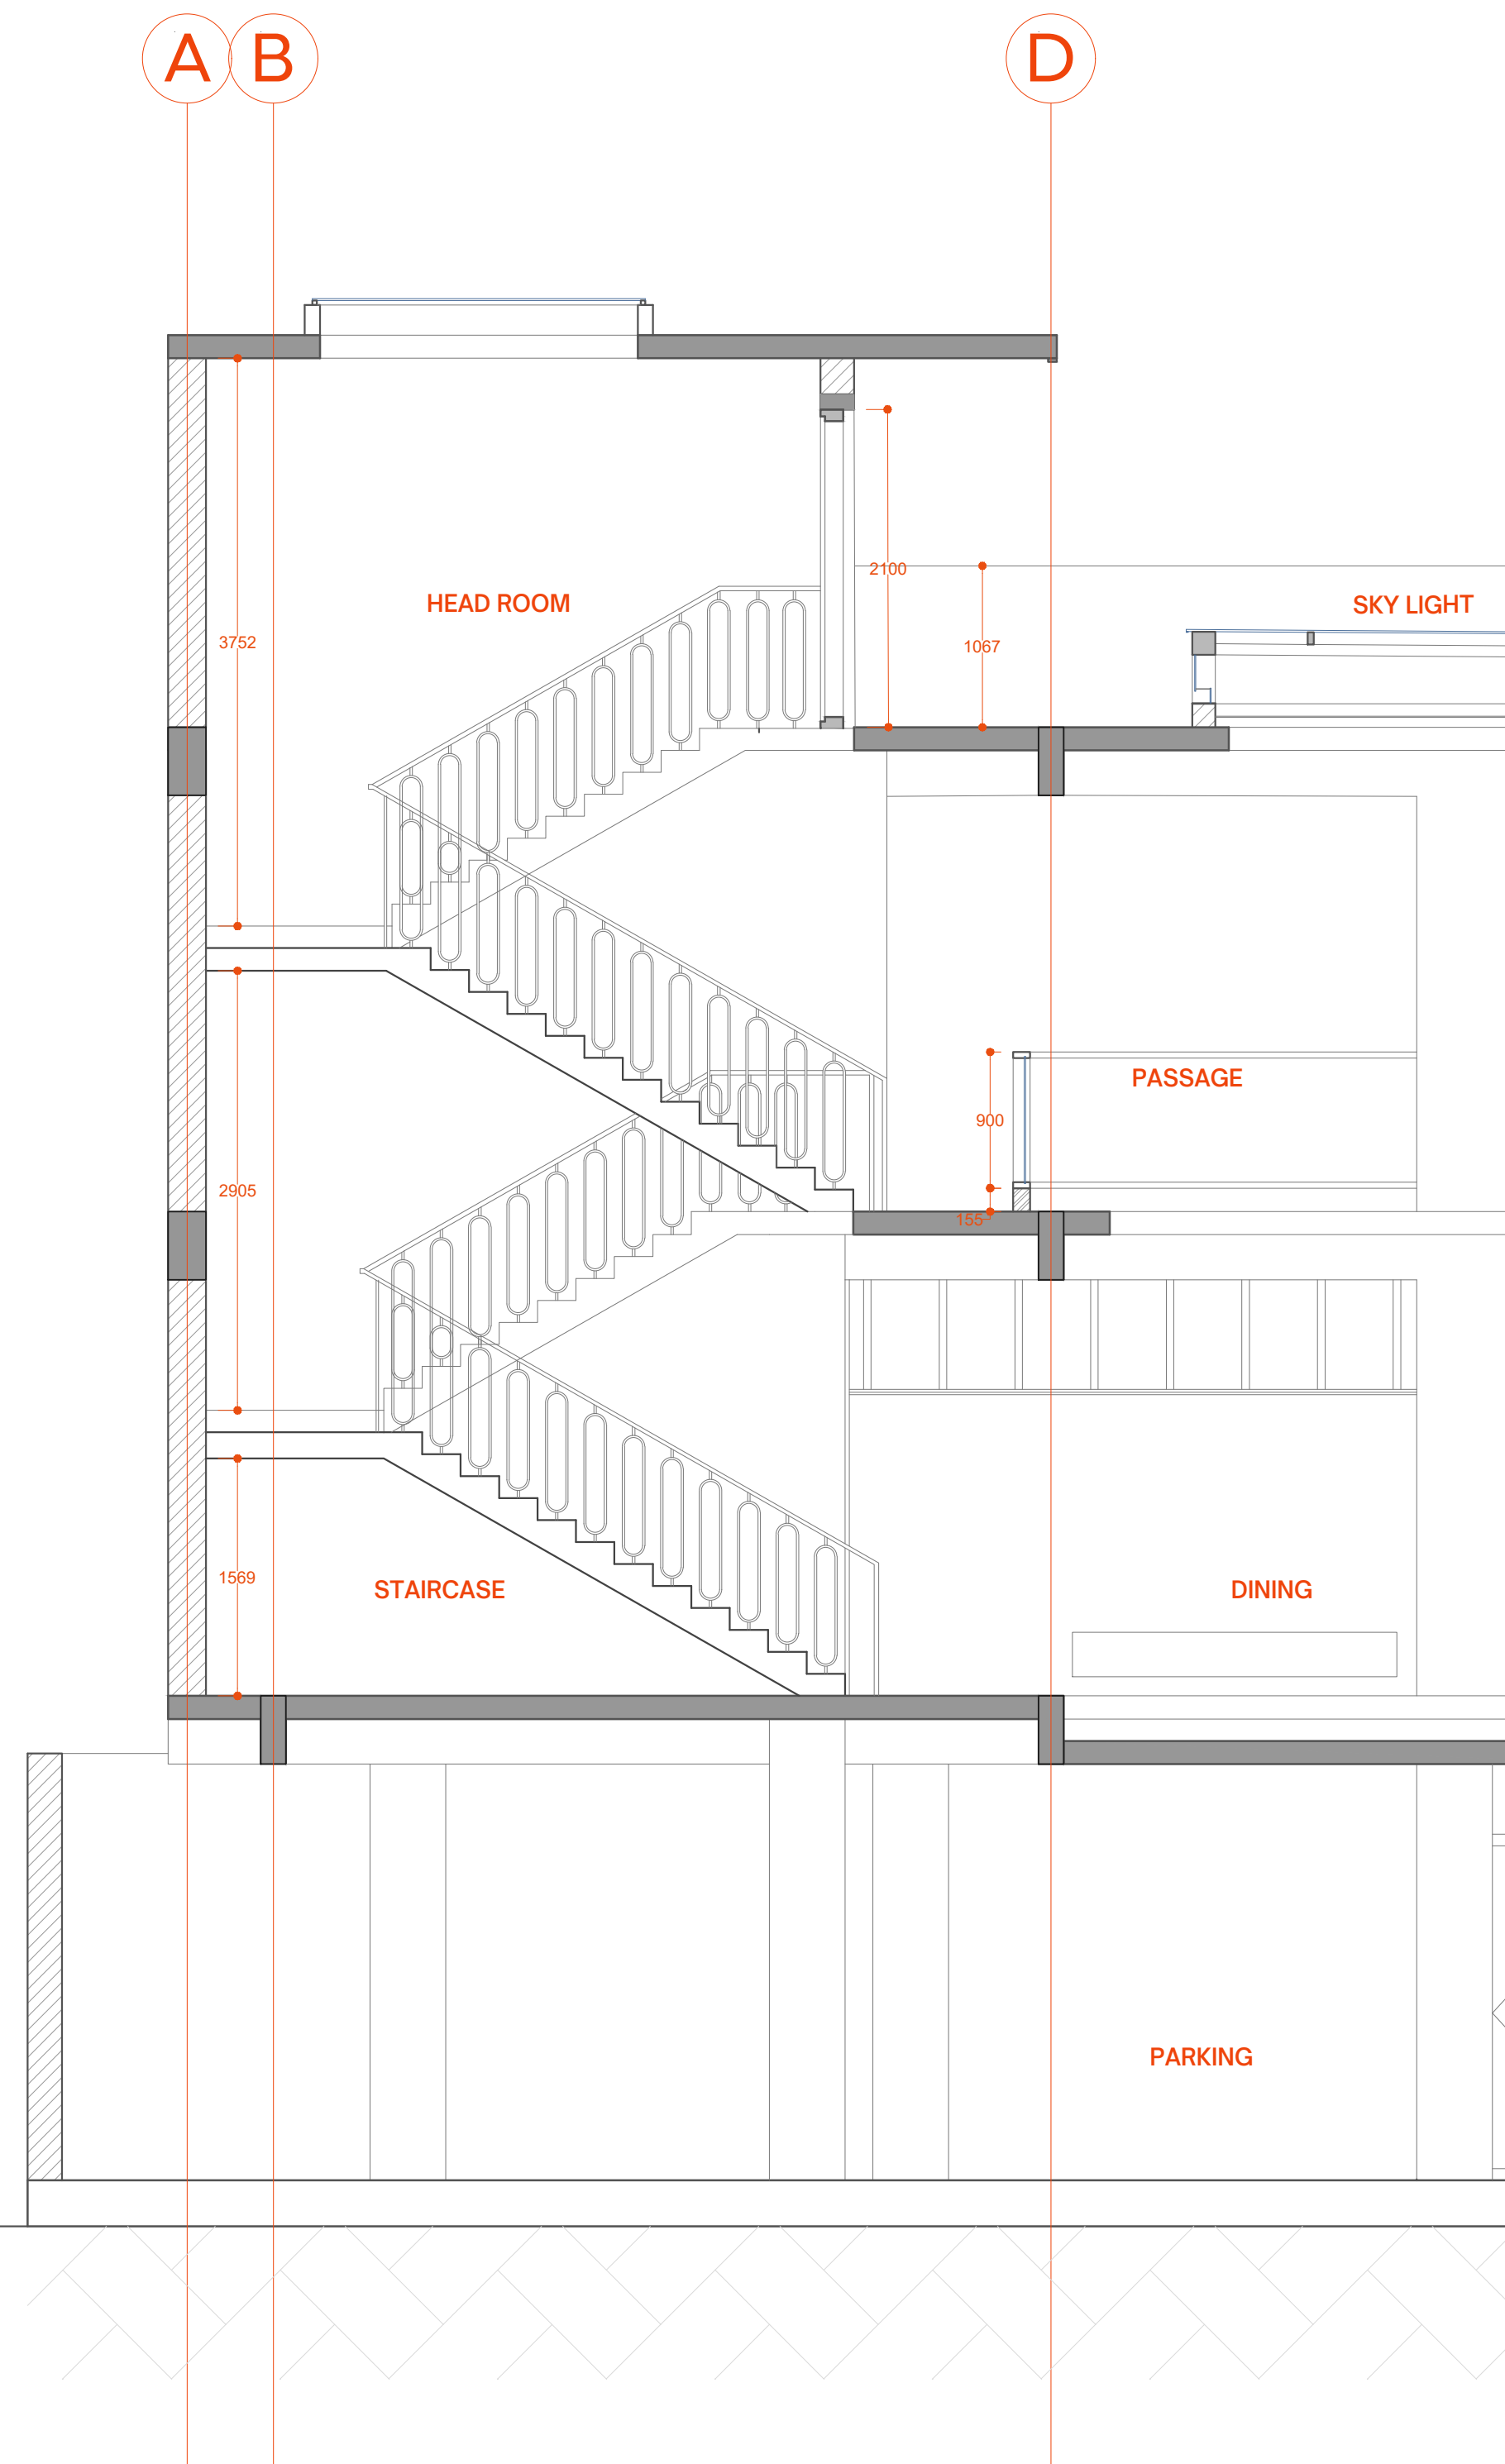 A B D
2100
HEAD ROOM
SKY LIGHT
3752
1067
PASSAGE
900
2905
155
1569
STAIRCASE
DINING
PARKING